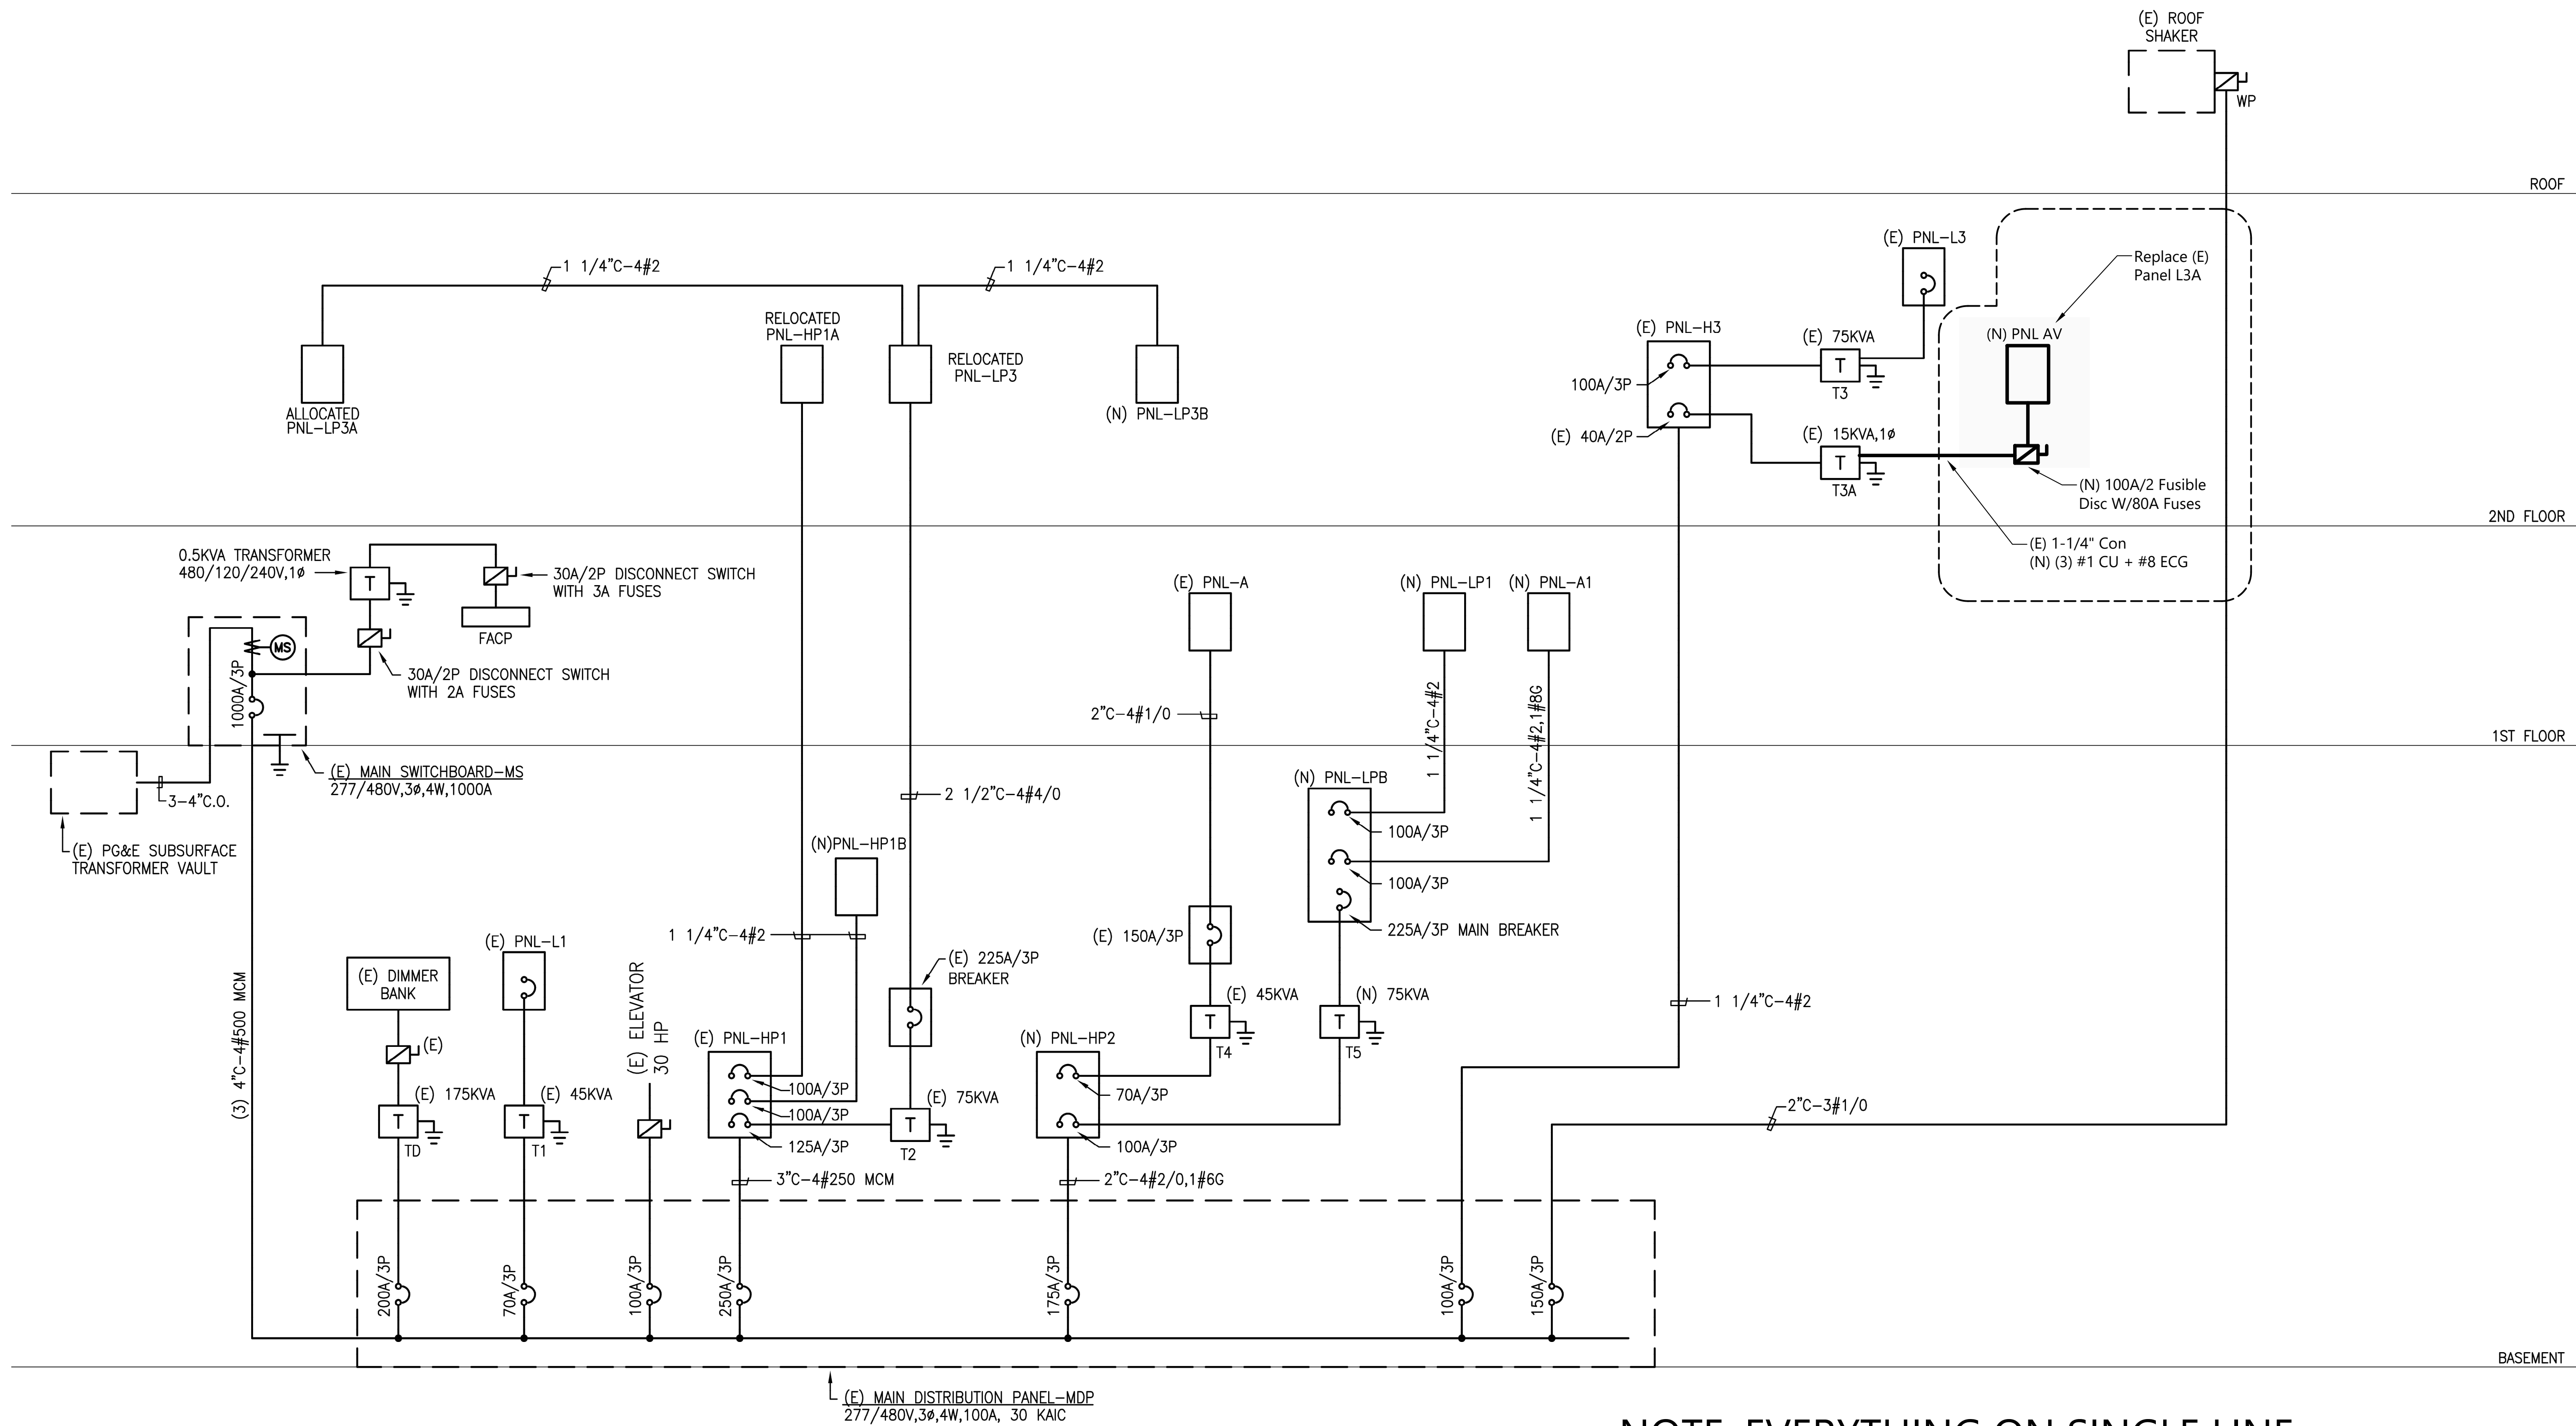 (E) ROOF
SHAKER
WP
ROOF
(E) PNL-L3
Replace (E)
Panel L3A
1 1/4"C-4#2
1 1/4"C-4#2
RELOCATED
PNL-HP1A
(E) PNL-H3
(E) 75KVA
(N) PNL AV
RELOCATED
PNL-LP3
T
T3
100A/3P
ALLOCATED
PNL-LP3A
(N) PNL-LP3B
(E) 40A/2P
(E) 15KVA,1ø
T
T3A
(N) 100A/2 Fusible
Disc W/80A Fuses
2ND FLOOR
(E) 1-1/4" Con
(N) (3) #1 CU + #8 ECG
0.5KVA TRANSFORMER
480/120/240V,1ø
T
30A/2P DISCONNECT SWITCH
WITH 3A FUSES
FACP
(E) PNL-A
(N) PNL-LP1
(N) PNL-A1
MS
1000A/3P
30A/2P DISCONNECT SWITCH
WITH 2A FUSES
2"C-4#1/0
1 1/4"C-4#2
1 1/4"C-4#2,1#8G
1ST FLOOR
(E) MAIN SWITCHBOARD-MS
277/480V,3ø,4W,1000A
3-4"C.O.
(E) PG&E SUBSURFACE
TRANSFORMER VAULT
2 1/2"C-4#4/0
(N) PNL-LPB
100A/3P
100A/3P
225A/3P MAIN BREAKER
(N)PNL-HP1B
1 1/4"C-4#2
(E) 150A/3P
(E) PNL-L1
(E) DIMMER
BANK
(E)
(E) 225A/3P
BREAKER
(E) 45KVA
T
T4
(N) 75KVA
T
T5
1 1/4"C-4#2
(3) 4"C-4#500 MCM
(E) ELEVATOR
30 HP
(E) PNL-HP1
100A/3P
100A/3P
125A/3P
(N) PNL-HP2
70A/3P
100A/3P
(E) 175KVA
T
TD
(E) 45KVA
T
T1
(E) 75KVA
T
T2
2"C-3#1/0
3"C-4#250 MCM
2"C-4#2/0,1#6G
200A/3P
70A/3P
100A/3P
250A/3P
175A/3P
100A/3P
150A/3P
BASEMENT
(E) MAIN DISTRIBUTION PANEL-MDP
277/480V,3ø,4W,100A, 30 KAIC